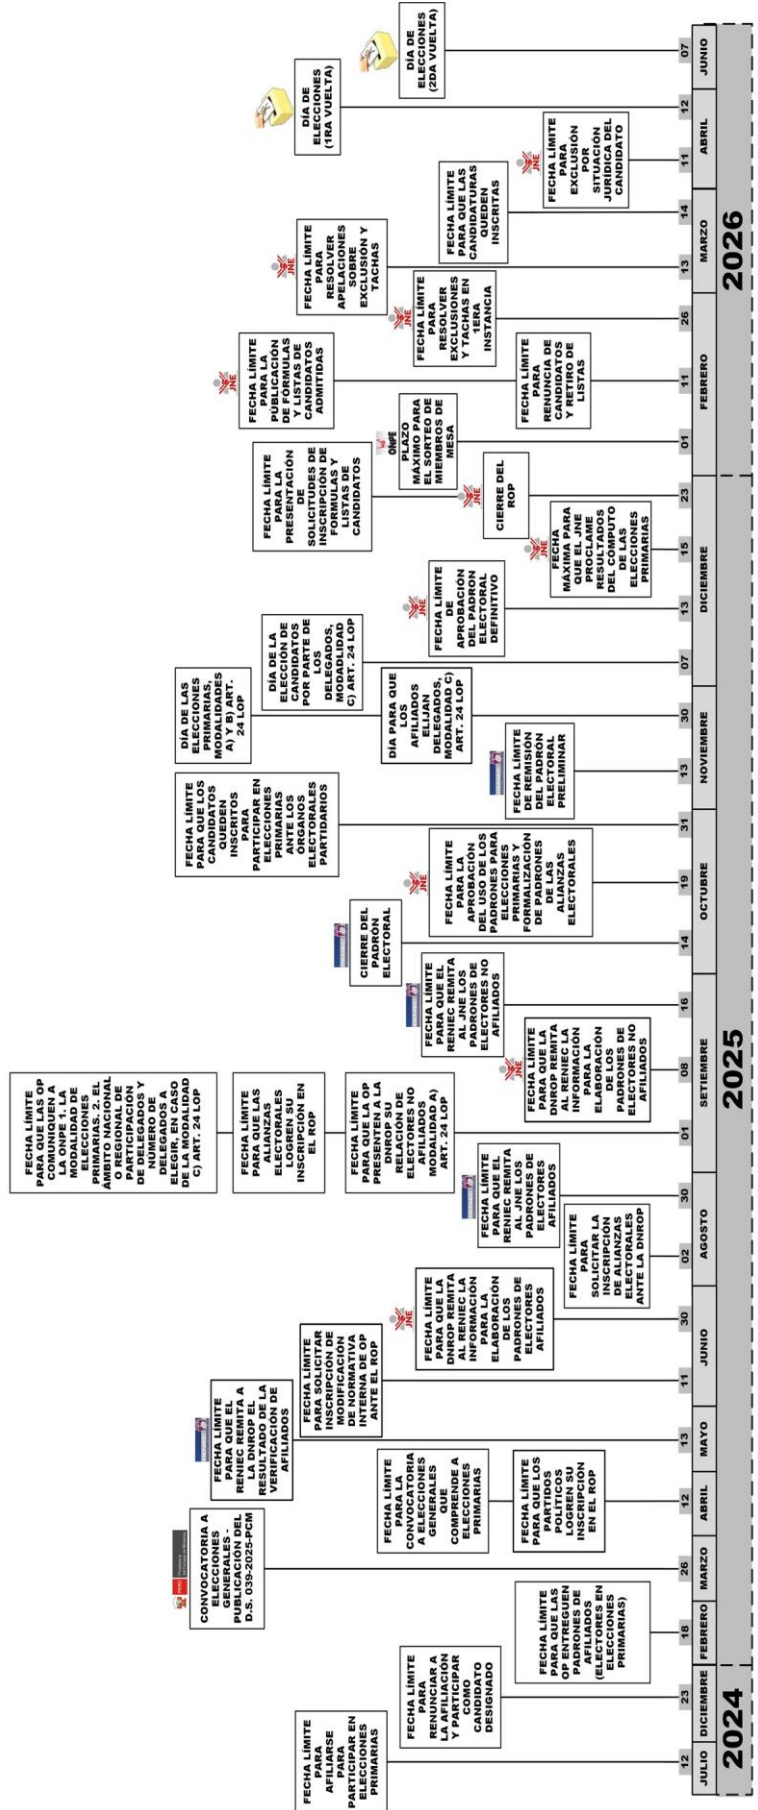 FECHA LÍMITE
PARA
AFILIARSE
PARA
PARTICIPAR EN
ELECCIONES
PRIMARIAS
12
JULIO
FECHA LÍMITE
PARA
RENUNCIAR A
LA AFILIACIÓN
Y PARTICIPAR
COMO
CANDIDATO
DESIGNADO
23
DICIEMBRE
2024
FECHA LÍMITE
PARA QUE LAS
OP ENTREGUEN
PADRONES DE
AFILIADOS
(ELECTORES EN
ELECCIONES
PRIMARIAS)
18
FEBRERO
PERÚ
CONVOCATORIA A
ELECCIONES
GENERALES -
PUBLICACIÓN DEL
D.S. 039-2025-PCM
26
MARZO
FECHA LÍMITE
PARA LA
CONVOCATORIA
A ELECCIONES
GENERALES
QUE
COMPRENDE A
ELECCIONES
PRIMARIAS
FECHA LÍMITE
PARA QUE LOS
PARTIDOS
POLÍTICOS
LOGREN SU
INSCRIPCIÓN
EN EL ROP
12
ABRIL
FECHA LÍMITE
PARA QUE EL
RENIEC REMITA A
LA DNROP EL
RESULTADO DE LA
VERIFICACIÓN DE
AFILIADOS
13
MAYO
FECHA LÍMITE
PARA SOLICITAR
INSCRIPCIÓN DE
MODIFICACIÓN
DE NORMATIVA
INTERNA DE OP
ANTE EL ROP
11
JNE
FECHA LÍMITE
PARA QUE LA
DNROP REMITA
AL RENIEC LA
INFORMACIÓN
PARA LA
ELABORACIÓN
DE LOS
PADRONES DE
ELECTORES
AFILIADOS
30
JUNIO
FECHA LÍMITE
PARA
SOLICITAR LA
INSCRIPCIÓN
DE ALIANZAS
ELECTORALES
ANTE LA DNROP
02
FECHA LÍMITE
PARA QUE EL
RENIEC REMITA
AL JNE LOS
PADRONES DE
ELECTORES
AFILIADOS
30
AGOSTO
FECHA LÍMITE
PARA QUE LAS OP
COMUNIQUEN A
LA ONPE 1. LA
MODALIDAD DE
ELECCIONES
PRIMARIAS. 2. EL
ÁMBITO NACIONAL
O REGIONAL DE
PARTICIPACIÓN
DE DELEGADOS Y
NÚMERO DE
DELEGADOS A
ELEGIR, EN CASO
DE LA MODALIDAD
C) ART. 24 LOP
FECHA LÍMITE
PARA QUE LAS
ALIANZAS
ELECTORALES
LOGREN SU
INSCRIPCIÓN EN
EL ROP
FECHA LÍMITE
PARA QUE LA OP
PRESENTEN A LA
DNROP SU
RELACIÓN DE
ELECTORES NO
AFILIADOS
MODALIDAD A)
ART. 24 LOP
01
JNE
FECHA LÍMITE
PARA QUE LA
DNROP REMITA
AL RENIEC LA
INFORMACIÓN
PARA LA
ELABORACIÓN
DE LOS
PADRONES DE
ELECTORES NO
AFILIADOS
08
FECHA LÍMITE
PARA QUE EL
RENIEC REMITA
AL JNE LOS
PADRONES DE
ELECTORES NO
AFILIADOS
16
SETIEMBRE
CIERRE DEL
PADRÓN
ELECTORAL
14
JNE
FECHA LÍMITE
PARA LA
APROBACIÓN
DEL USO DE LOS
PADRONES PARA
ELECCIONES
PRIMARIAS Y
FORMALIZACIÓN
DE PADRONES
DE LAS
ALIANZAS
ELECTORALES
19
OCTUBRE
FECHA LÍMITE
PARA QUE LOS
CANDIDATOS
QUEDEN
INSCRITOS
PARA
PARTICIPAR EN
ELECCIONES
PRIMARIAS
ANTE LOS
ÓRGANOS
ELECTORALES
PARTIDARIOS
31
FECHA LÍMITE
DE REMISIÓN
DEL PADRÓN
ELECTORAL
PRELIMINAR
13
NOVIEMBRE
DÍA DE LAS
ELECCIONES
PRIMARIAS,
MODALIDADES
A) Y B) ART.
24 LOP
DÍA PARA QUE
LOS
AFILIADOS
ELIJAN
DELEGADOS,
MODALIDAD C)
ART. 24 LOP
30
DÍA DE LA
ELECCIÓN DE
CANDIDATOS
POR PARTE DE
LOS
DELEGADOS,
MODADLIDAD
C) ART. 24 LOP
07
JNE
FECHA LÍMITE
DE
APROBACIÓN
DEL PADRON
ELECTORAL
DEFINITIVO
13
JNE
FECHA
MÁXIMA PARA
QUE EL JNE
PROCLAME
RESULTADOS
DEL CÓMPUTO
DE LAS
ELECCIONES
PRIMARIAS
15
DICIEMBRE
FECHA LÍMITE
PARA LA
PRESENTACIÓN
DE
SOLICITUDES DE
INSCRIPCIÓN DE
FORMULAS Y
LISTAS DE
CANDIDATOS
JNE
CIERRE DEL
ROP
23
2025
ONPE
PLAZO
MÁXIMO PARA
EL SORTEO DE
MIEMBROS DE
MESA
01
JNE
FECHA LÍMITE
PARA LA
PÚBLICACIÓN
DE FÓRMULAS
Y LISTAS DE
CANDIDATOS
ADMITIDAS
FECHA LÍMITE
PARA
RENUNCIA DE
CANDIDATOS
Y RETIRO DE
LISTAS
11
FEBRERO
JNE
FECHA LÍMITE
PARA
RESOLVER
EXCLUSIONES
Y TACHAS EN
1ERA
INSTANCIA
26
JNE
FECHA LÍMITE
PARA
RESOLVER
APELACIONES
SOBRE
EXCLUSIÓN Y
TACHAS
13
MARZO
FECHA LÍMITE
PARA QUE LAS
CANDIDATURAS
QUEDEN
INSCRITAS
14
JNE
FECHA LÍMITE
PARA
EXCLUSIÓN
POR
SITUACIÓN
JURÍDICA DEL
CANDIDATO
11
ABRIL
DÍA DE
ELECCIONES
(1RA VUELTA)
12
DÍA DE
ELECCIONES
(2DA VUELTA)
07
JUNIO
2026